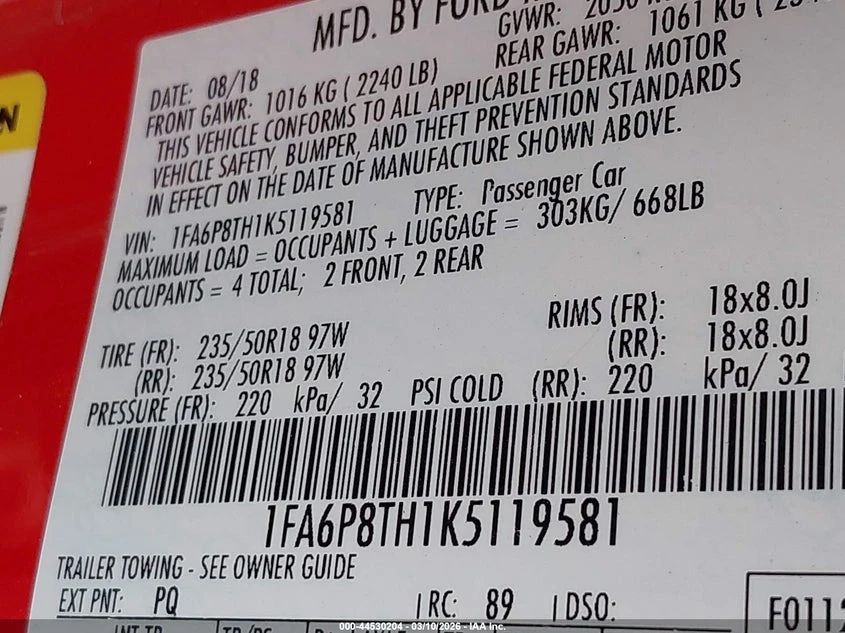 MFD. BY FORD
GVWR:
DATE: 08/18
FRONT GAWR: 1016 KG ( 2240 LB) REAR GAWR: 1061 KG (
THIS VEHICLE CONFORMS TO ALL APPLICABLE FEDERAL MOTOR
VEHICLE SAFETY, BUMPER, AND THEFT PREVENTION STANDARDS
IN EFFECT ON THE DATE OF MANUFACTURE SHOWN ABOVE.
VIN: 1FA6P8TH1K5119581 TYPE: Passenger Car
MAXIMUM LOAD = OCCUPANTS + LUGGAGE = 303KG/ 668LB
OCCUPANTS = 4 TOTAL; 2 FRONT, 2 REAR
TIRE (FR): 235/50R18 97W RIMS (FR): 18x8.0J
(RR): 235/50R18 97W (RR): 18x8.0J
PRESSURE (FR): 220 kPa/ 32 PSI COLD (RR): 220 kPa/ 32
1FA6P8TH1K5119581
TRAILER TOWING - SEE OWNER GUIDE
EXT PNT: PQ RC: 89 DSO:
F0112
000-44530204 - 03/10/2026 - IAA Inc.